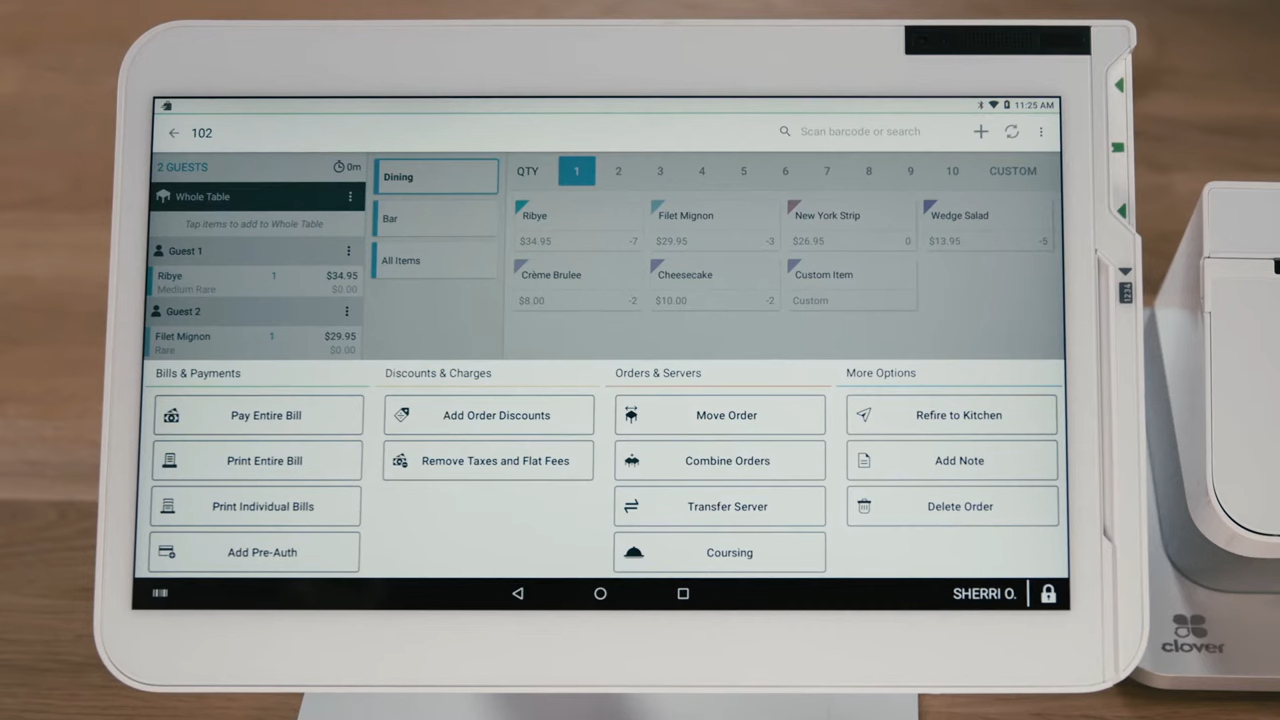 11:25 AM
102
Scan barcode or search
2 GUESTS
0m
Whole Table
Tap items to add to Whole Table
Guest 1
Ribye 1 $34.95
Medium Rare $0.00
Guest 2
Filet Mignon 1 $29.95
Rare $0.00
Dining
Bar
All Items
QTY 1 2 3 4 5 6 7 8 9 10 CUSTOM
Ribye
$34.95 -7
Filet Mignon
$29.95 -3
New York Strip
$26.95 0
Wedge Salad
$13.95 -5
Crème Brulee
$8.00 -2
Cheesecake
$10.00 -2
Custom Item
Custom
Bills & Payments
Pay Entire Bill
Print Entire Bill
Print Individual Bills
Add Pre-Auth
Discounts & Charges
Add Order Discounts
Remove Taxes and Flat Fees
Orders & Servers
Move Order
Combine Orders
Transfer Server
Coursing
More Options
Refire to Kitchen
Add Note
Delete Order
SHERRI O.
1234
clover